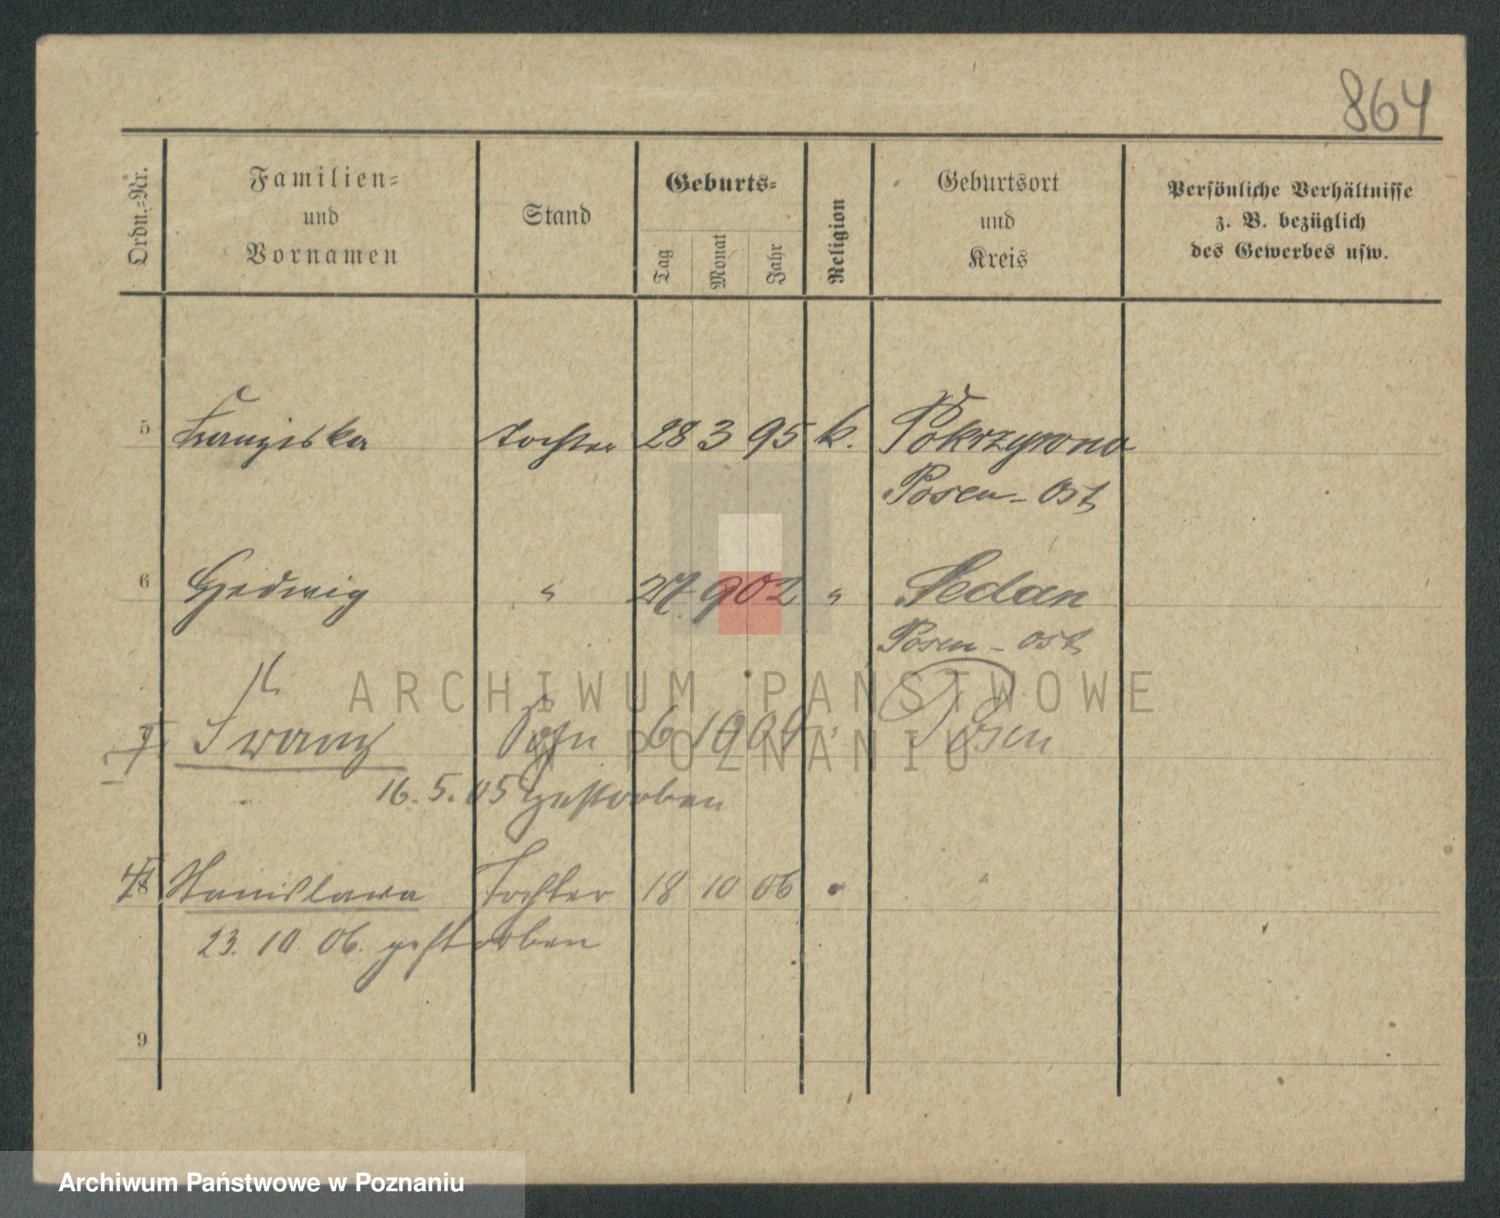 864
Ordn.-Nr.
Familien-
und
Vornamen
Stand
Geburts-
Tag
Monat
Jahr
Religion
Geburtsort
und
Kreis
Persönliche Verhältnisse
z. B. bezüglich
des Gewerbes usw.
5 Franziska Tochter 28 3 95 k. Pokrzywno
Posen-Ost
6 Hedwig " 27 9 02 " Sedan
Posen-Ost
Franz Sohn 6 10 04 " Posen
16.5.05 gestorben
8 Stanislawa Tochter 18 10 06 " "
23.10.06. gestorben
9
ARCHIWUM PAŃSTWOWE
W POZNANIU
Archiwum Państwowe w Poznaniu